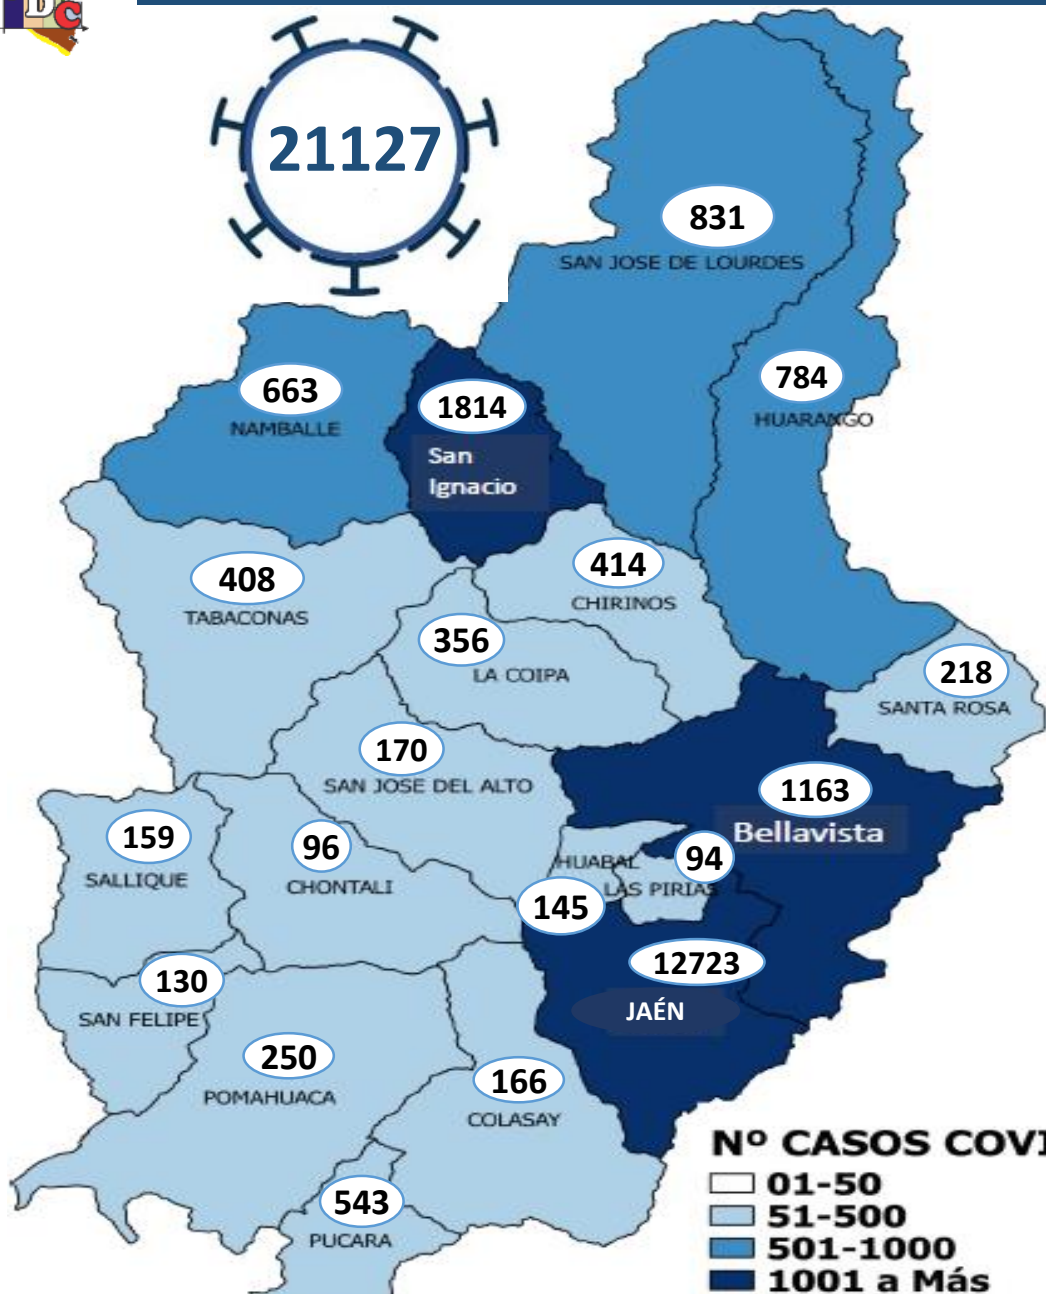 DC
21127
831
SAN JOSE DE LOURDES
784
HUARANGO
663
NAMBALLE
1814
San
Ignacio
408
TABACONAS
414
CHIRINOS
356
LA COIPA
218
SANTA ROSA
170
SAN JOSE DEL ALTO
1163
Bellavista
159
SALLIQUE
96
CHONTALI
HUABAL
94
LAS PIRIAS
145
12723
JAÉN
130
SAN FELIPE
250
POMAHUACA
166
COLASAY
543
PUCARA
Nº CASOS COVI
01-50
51-500
501-1000
1001 a Más